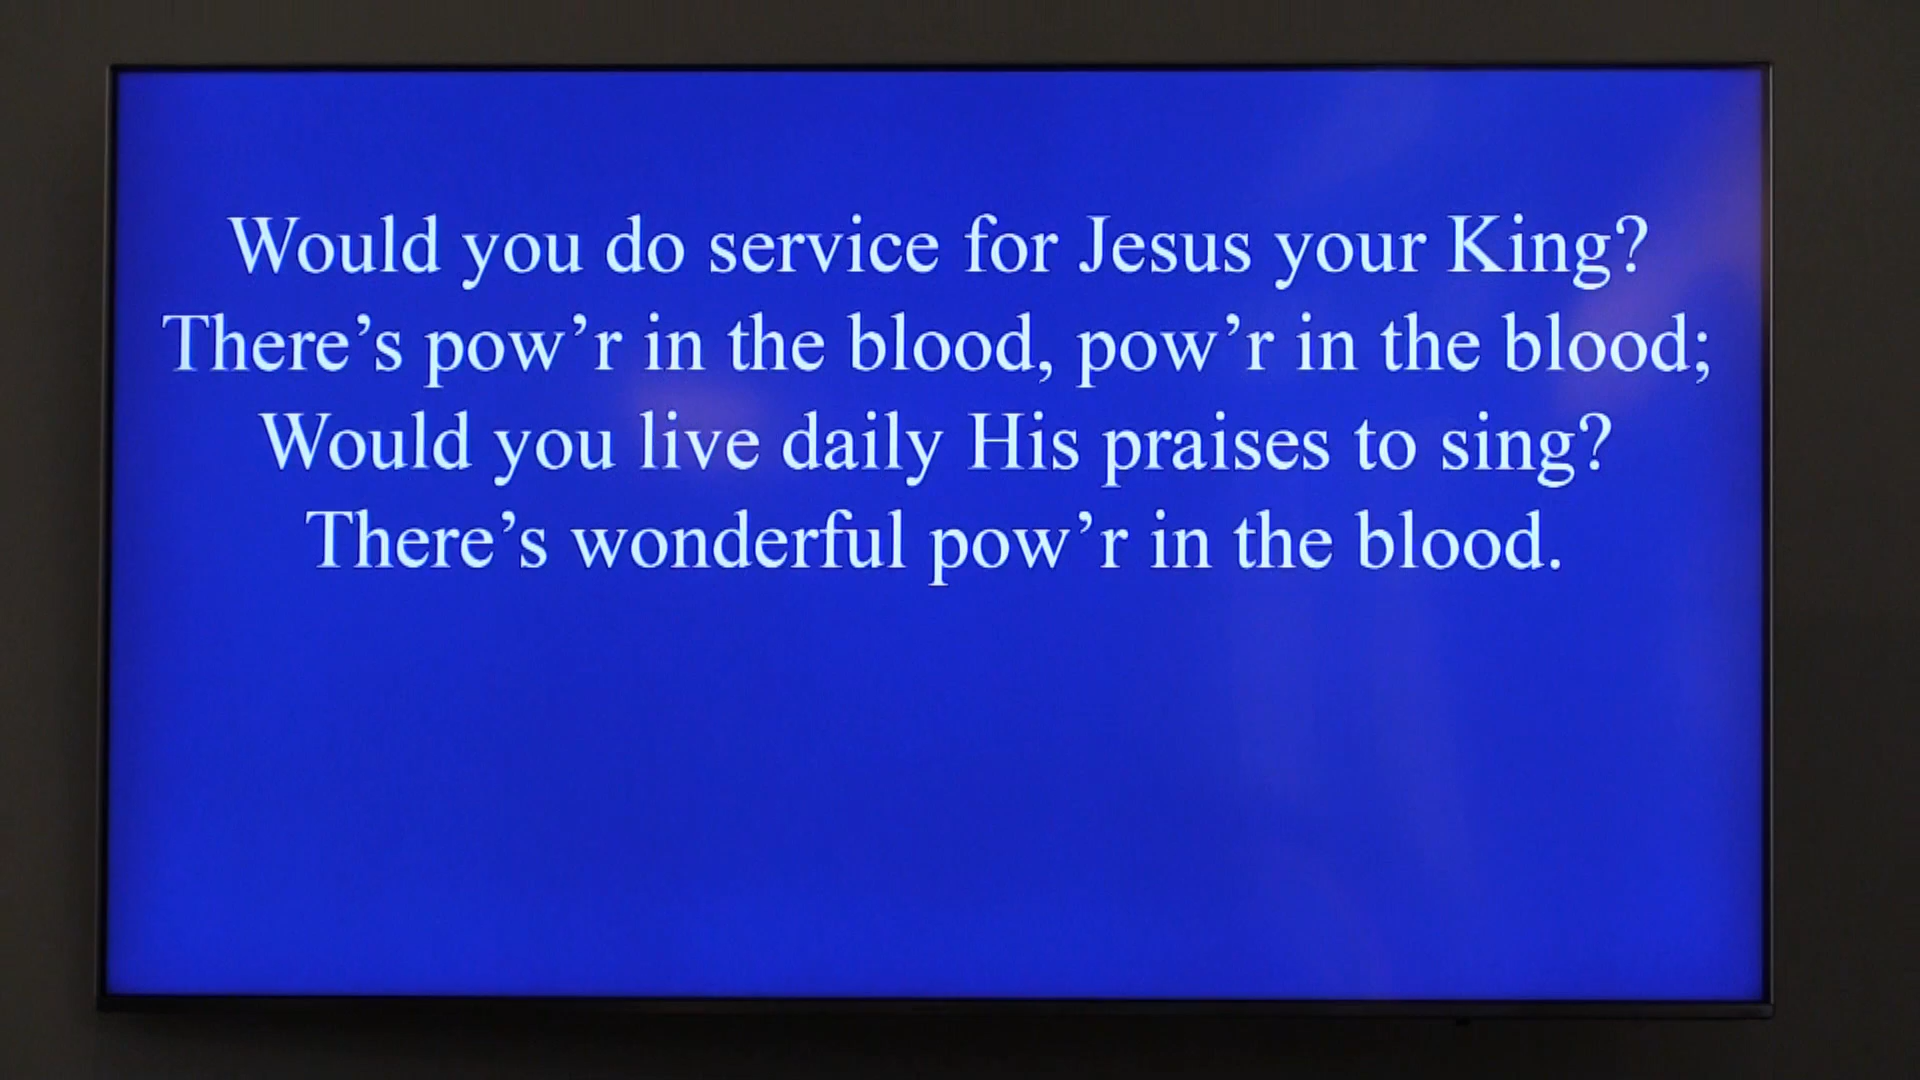 Would you do service for Jesus your King?
There’s pow’r in the blood, pow’r in the blood;
Would you live daily His praises to sing?
There’s wonderful pow’r in the blood.